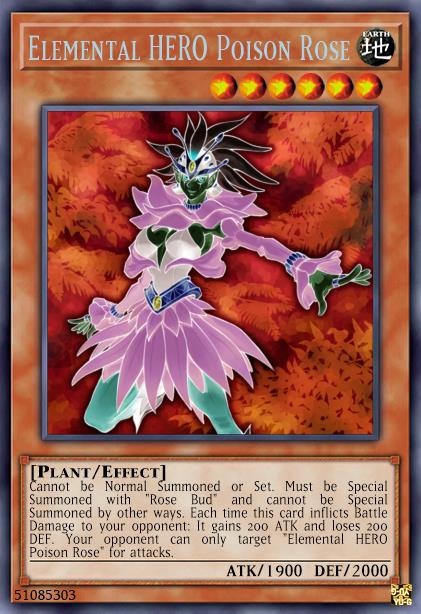 Elemental HERO Poison Rose
EARTH
地
[Plant/Effect]
Cannot be Normal Summoned or Set. Must be Special
Summoned with "Rose Bud" and cannot be Special
Summoned by other ways. Each time this card inflicts Battle
Damage to your opponent: It gains 200 ATK and loses 200
DEF. Your opponent can only target "Elemental HERO
Poison Rose" for attacks.
ATK/1900 DEF/2000
51085303